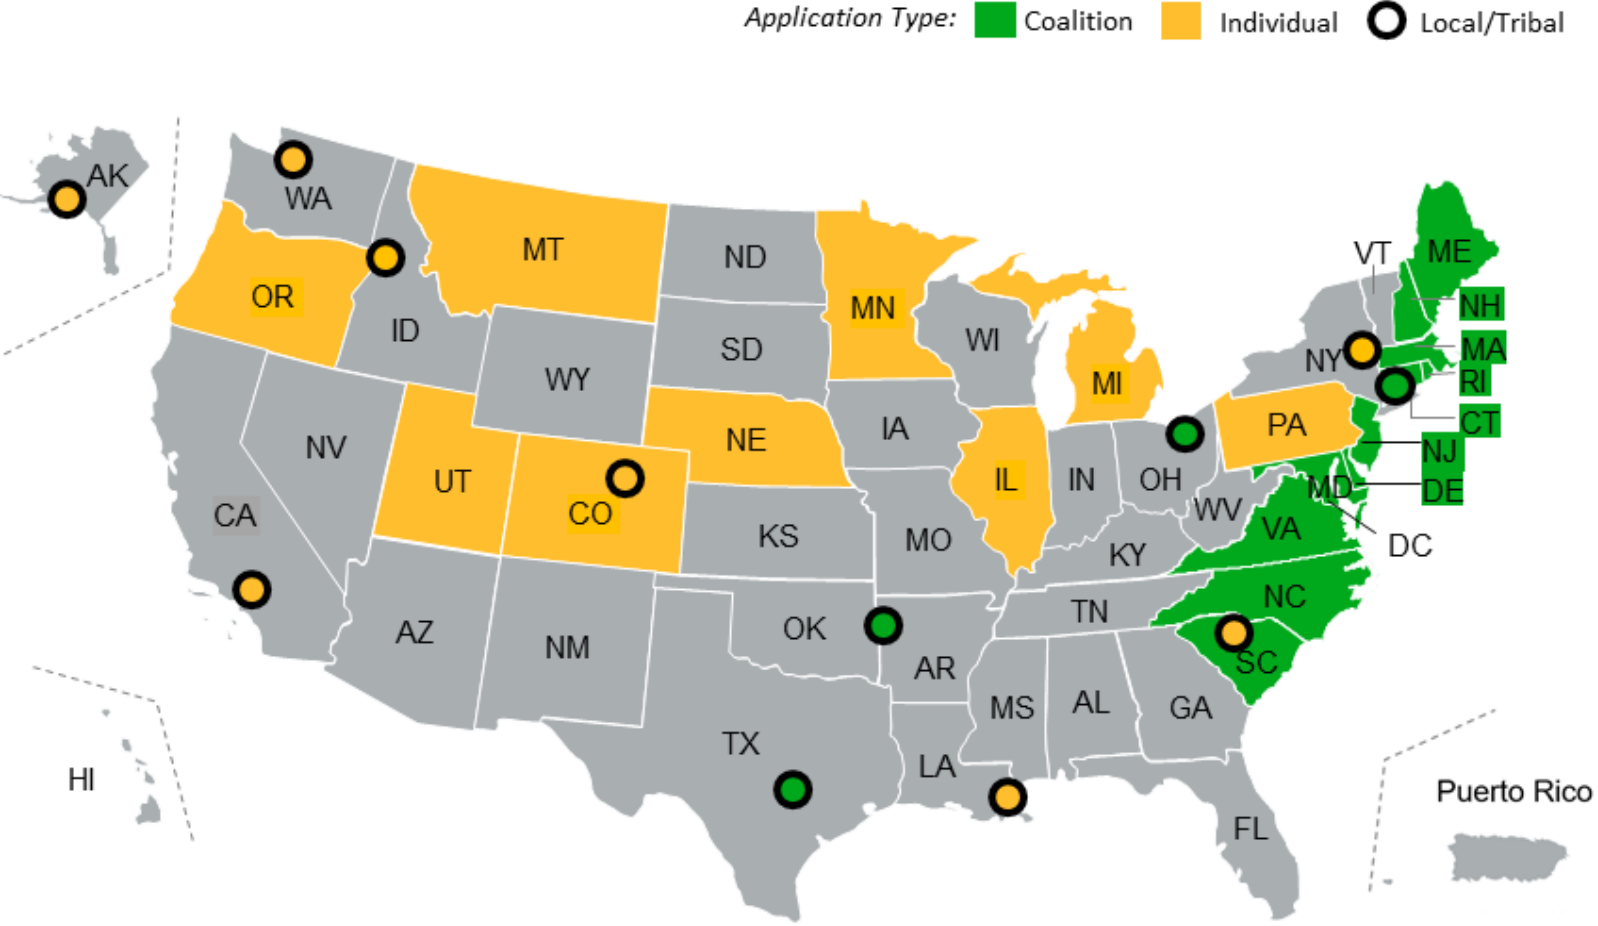 Application Type: Coalition Individual Local/Tribal
AK
WA
MT
ND
MN
OR
ID
SD
WI
WY
MI
VT
ME
NH
NY
MA
RI
CT
IA
NE
PA
NJ
NV
UT
CO
IL
IN
OH
MD
DE
CA
KS
MO
WV
VA
DC
KY
AZ
NM
OK
AR
TN
NC
SC
MS
AL
GA
TX
LA
HI
FL
Puerto Rico